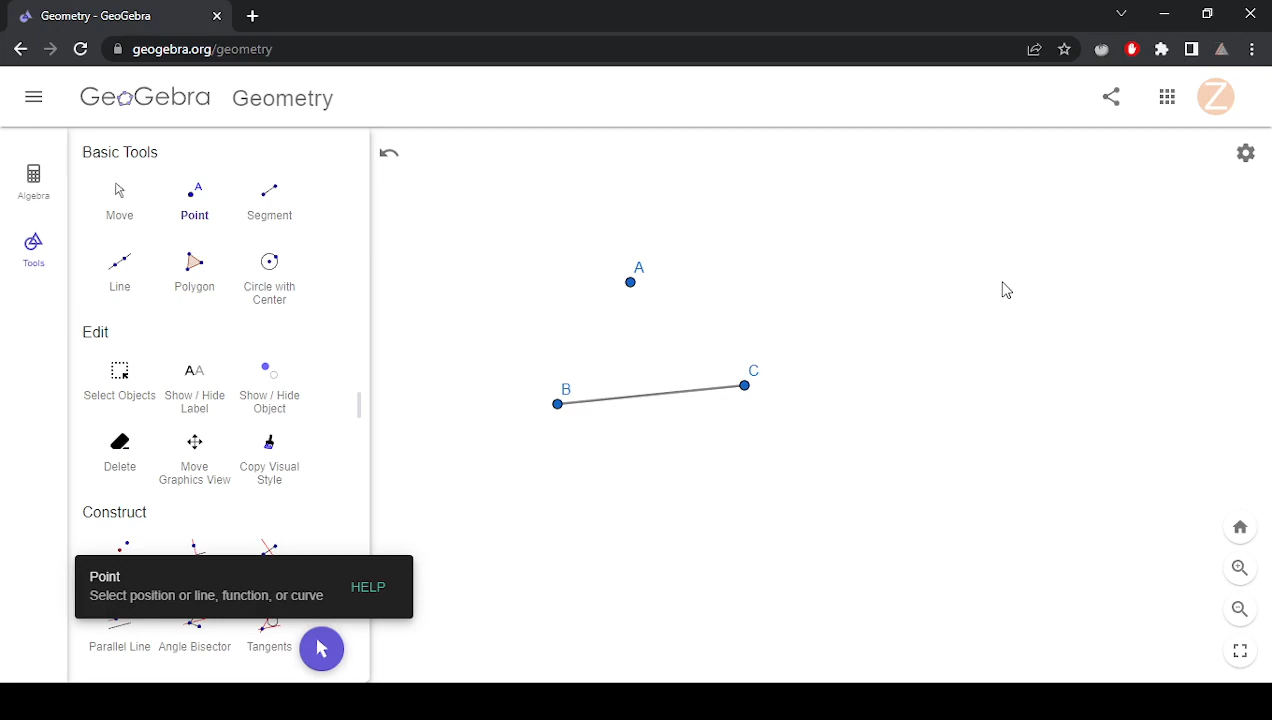 Geometry - GeoGebra
geogebra.org/geometry
GeoGebra Geometry
Z
Algebra
Tools
Basic Tools
Move Point Segment
A
Line Polygon Circle with
Center
Edit
Select Objects Show / Hide Show / Hide
Label Object
AA
Delete Move Copy Visual
Graphics View Style
Construct
Point
Select position or line, function, or curve
HELP
Parallel Line Angle Bisector Tangents
A
B
C